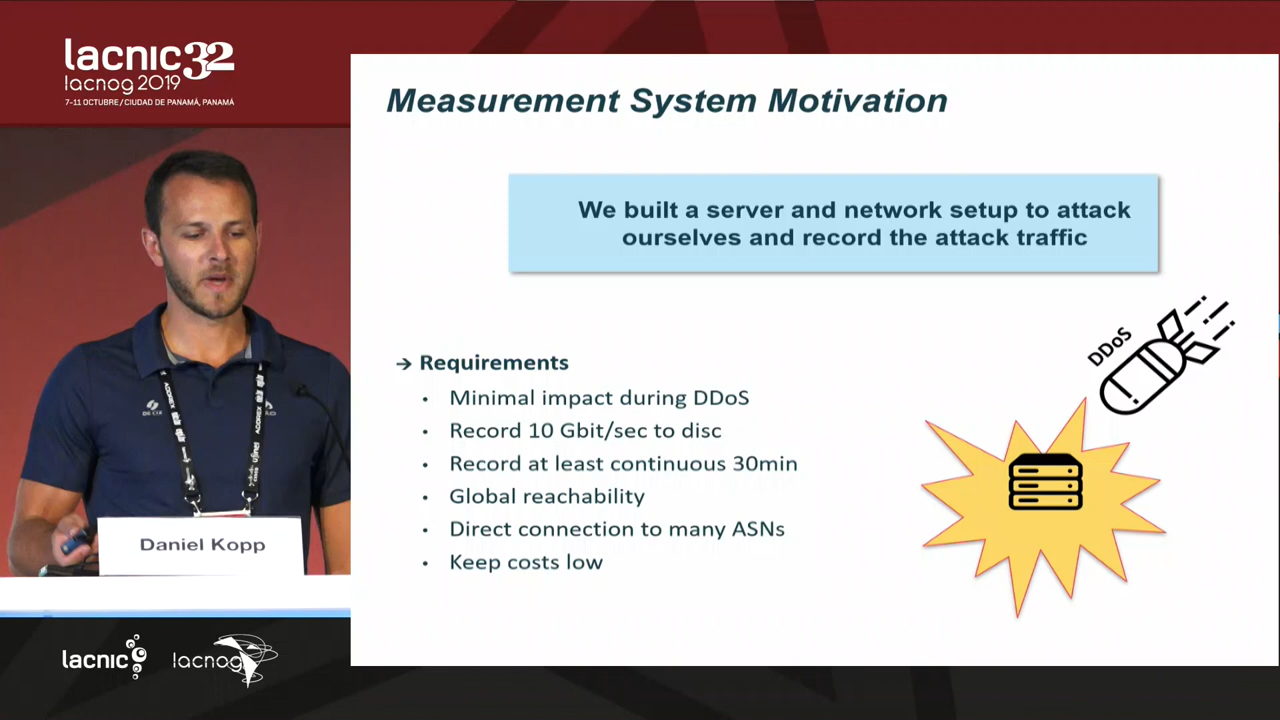 lacnic 32
lacnog 2019
7-11 OCTUBRE / CIUDAD DE PANAMÁ, PANAMÁ
Measurement System Motivation
We built a server and network setup to attack
ourselves and record the attack traffic
DDoS
→ Requirements
• Minimal impact during DDoS
• Record 10 Gbit/sec to disc
• Record at least continuous 30min
• Global reachability
• Direct connection to many ASNs
• Keep costs low
Daniel Kopp
lacnic
lacnog